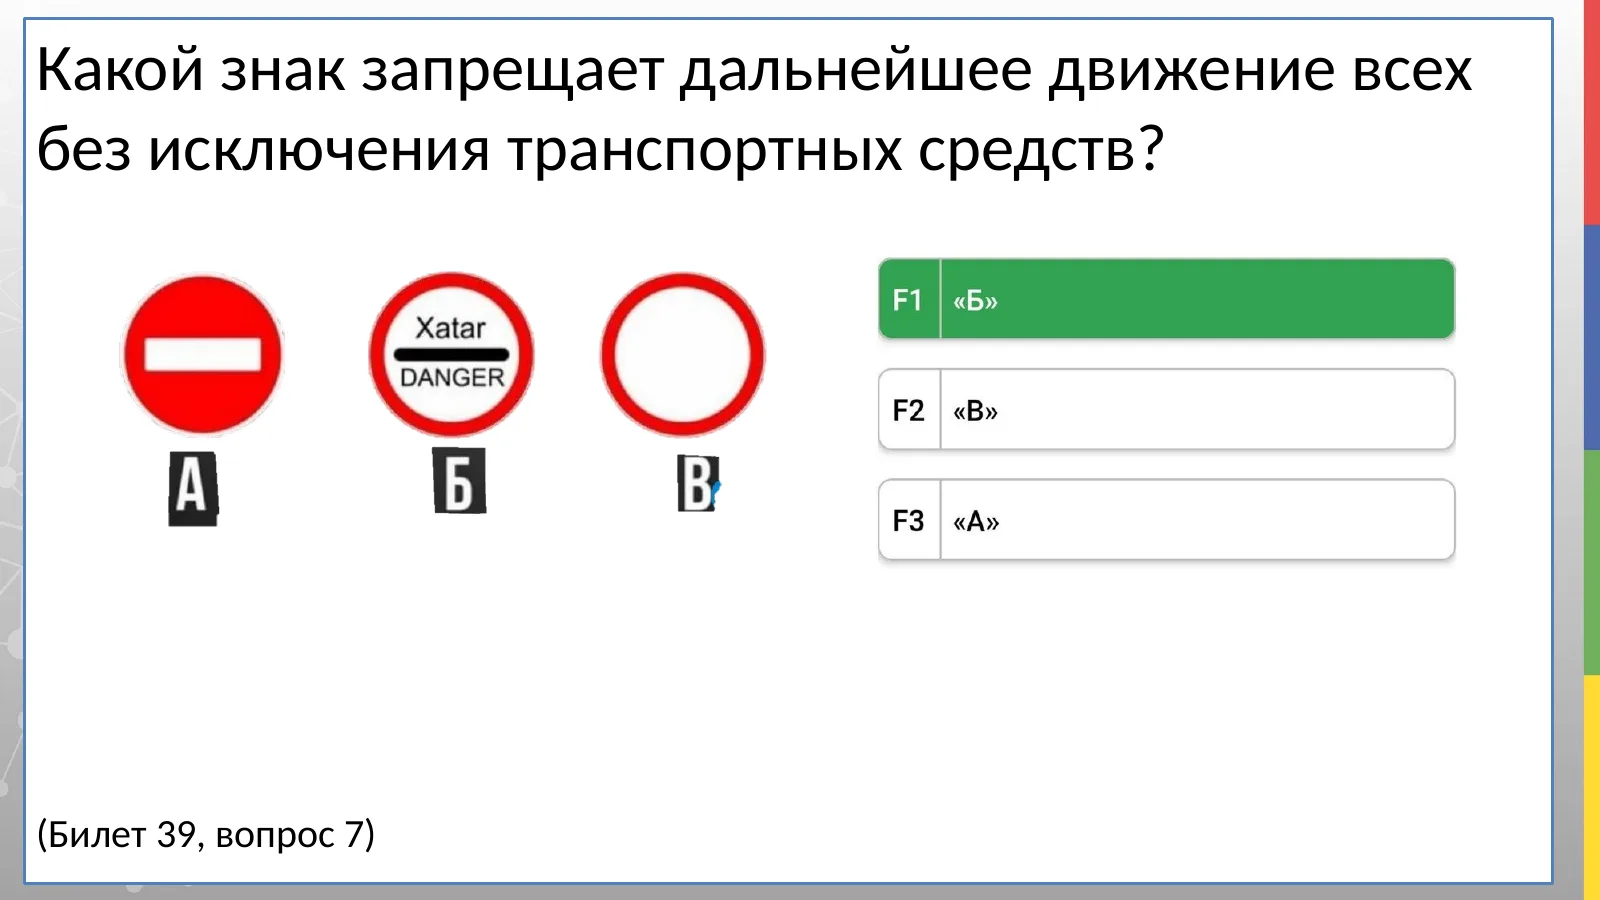 Какой знак запрещает дальнейшее движение всех
без исключения транспортных средств?
Xatar
DANGER
А
Б
В
F1 «Б»
F2 «В»
F3 «А»
(Билет 39, вопрос 7)